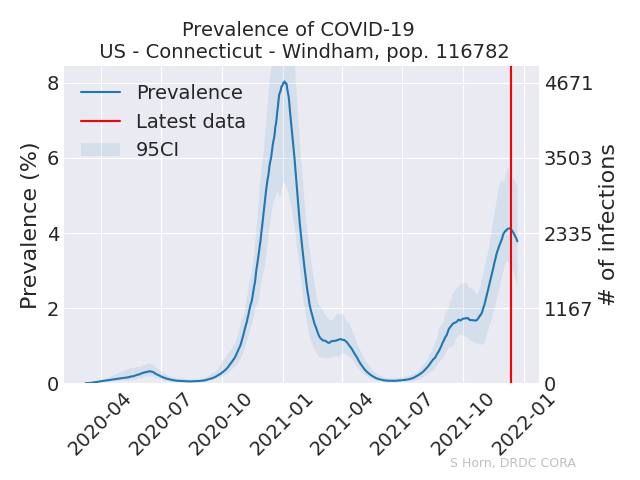 Prevalence of COVID-19
US - Connecticut - Windham, pop. 116782
Prevalence
Latest data
95CI
Prevalence (%)
8
6
4
2
0
4671
3503
2335
1167
0
# of infections
2020-04
2020-07
2020-10
2021-01
2021-04
2021-07
2021-10
2022-01
S Horn, DRDC CORA